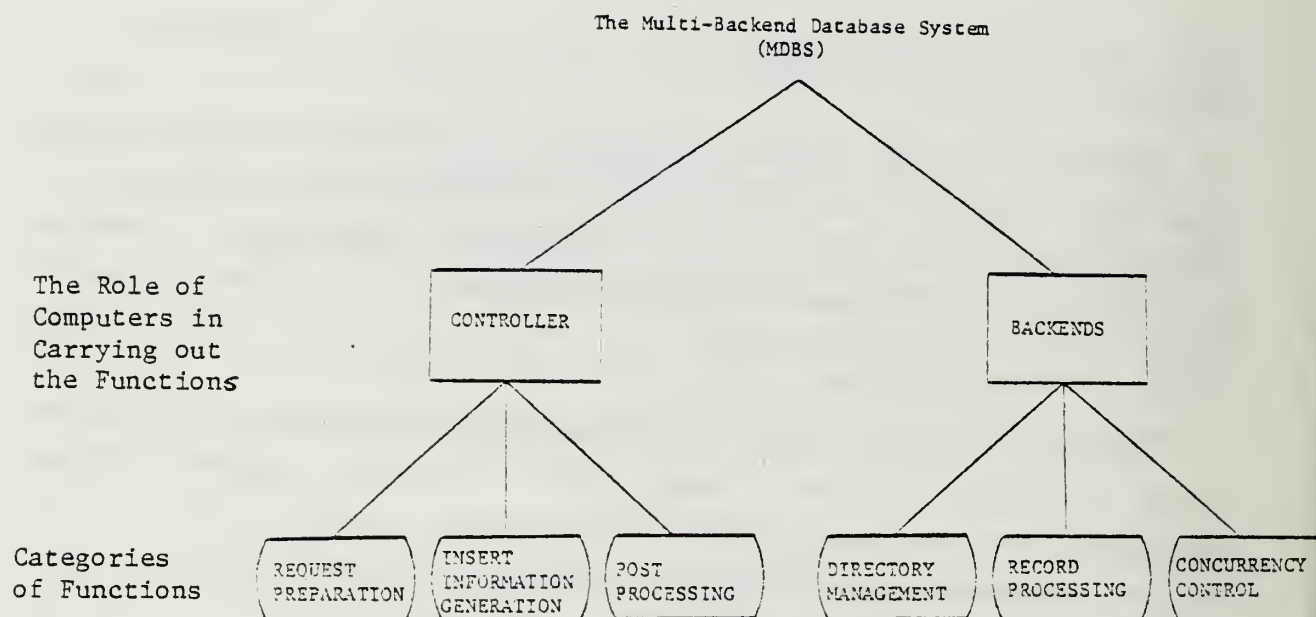 The Multi-Backend Database System
(MDBS)
The Role of
Computers in
Carrying out
the Functions
CONTROLLER
BACKENDS
Categories
of Functions
REQUEST
PREPARATION
INSERT
INFORMATION
GENERATION
POST
PROCESSING
DIRECTORY
MANAGEMENT
RECORD
PROCESSING
CONCURRENCY
CONTROL